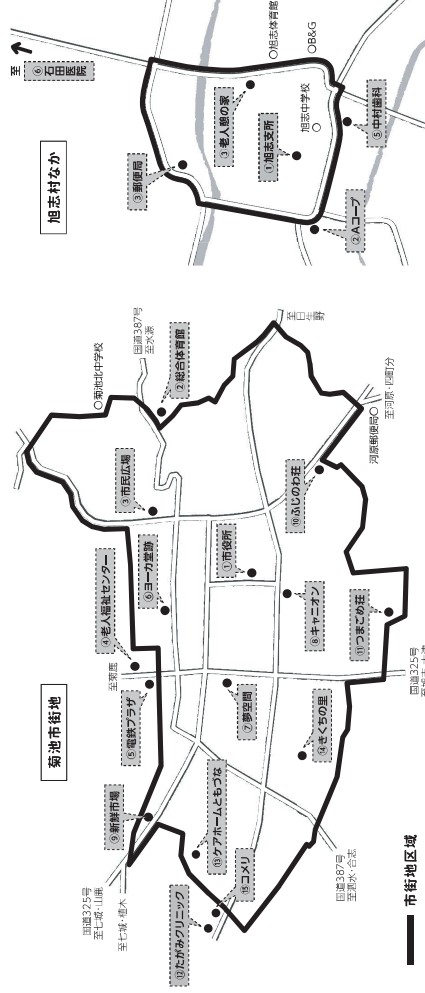 旭志村なか
至
⑥石田医院
○旭志体育館
○B&G
③老人憩の家
①旭志支所
旭志中学校
○
⑤中村歯科
③郵便局
②Aコープ
菊池市街地
○菊池北中学校
国道387号
至水源
②総合体育館
至日生野
③市民広場
河原郵便局○
至河原・四町分
⑩ふじのわ荘
④老人福祉センター
⑥ヨーカ堂跡
①市役所
⑧キャニオン
⑪つまごめ荘
至菊鹿
国道325号
⑤電鉄プラザ
⑦夢空間
⑭きくちの里
⑨新鮮市場
⑬ケアホームともづな
⑮コメリ
⑫たがみクリニック
国道325号
至七城・山鹿
至七城・植木
国道387号
至泗水・合志
市街地区域